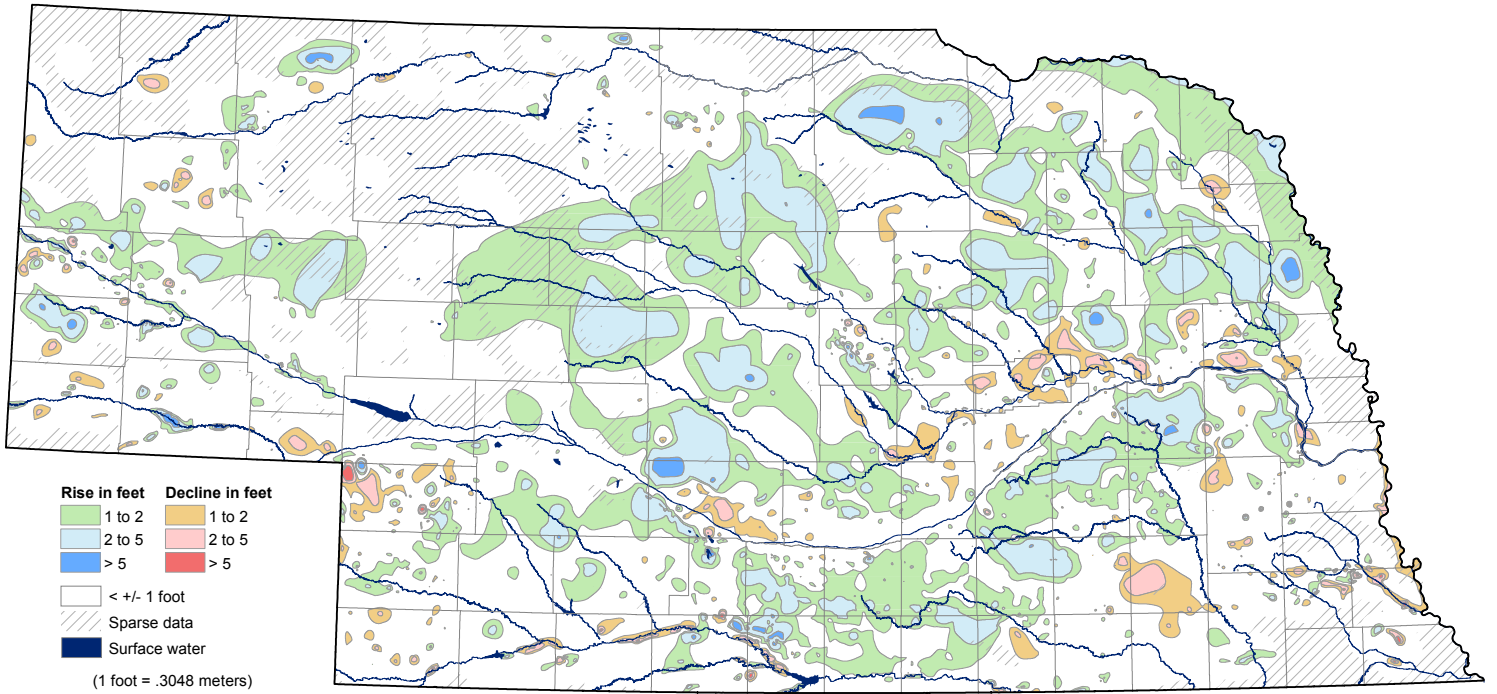 Rise in feet Decline in feet
1 to 2 1 to 2
2 to 5 2 to 5
> 5 > 5
< +/- 1 foot
Sparse data
Surface water
(1 foot = .3048 meters)